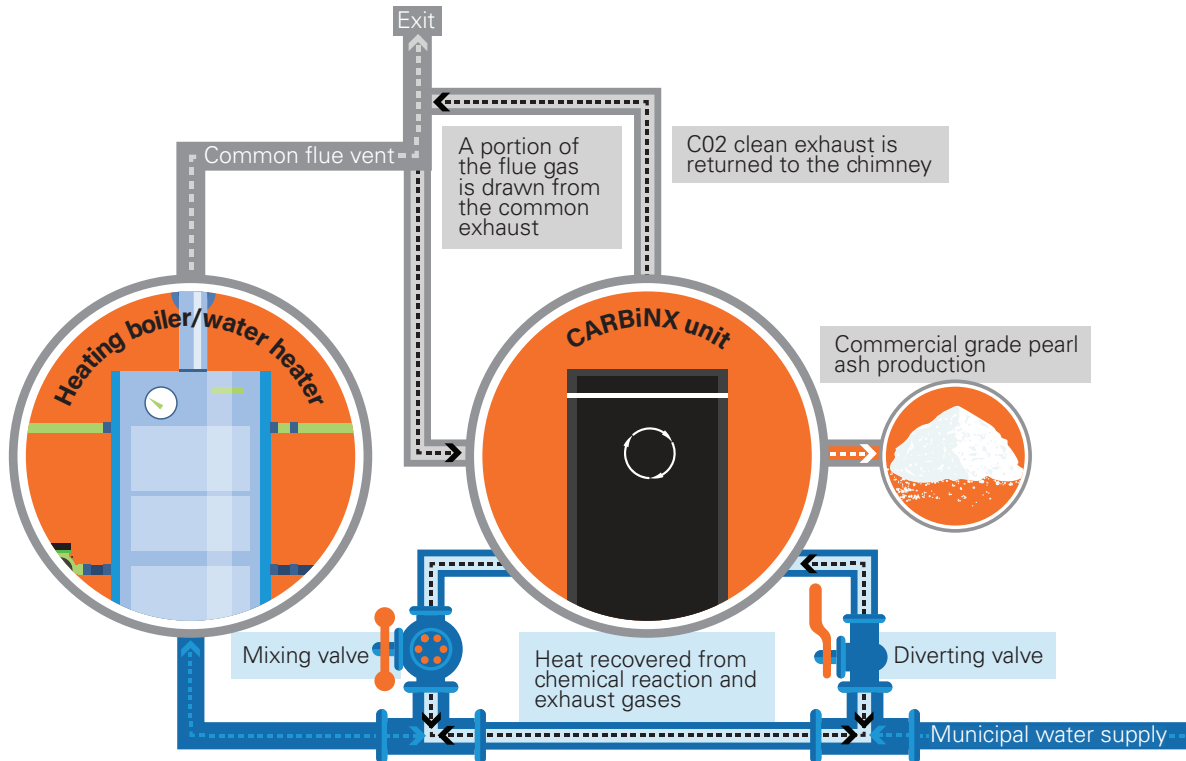 Exit
Common flue vent
A portion of
the flue gas
is drawn from
the common
exhaust
C02 clean exhaust is
returned to the chimney
Heating boiler/water heater
CARBiNX unit
Commercial grade pearl
ash production
Mixing valve
Heat recovered from
chemical reaction and
exhaust gases
Diverting valve
Municipal water supply